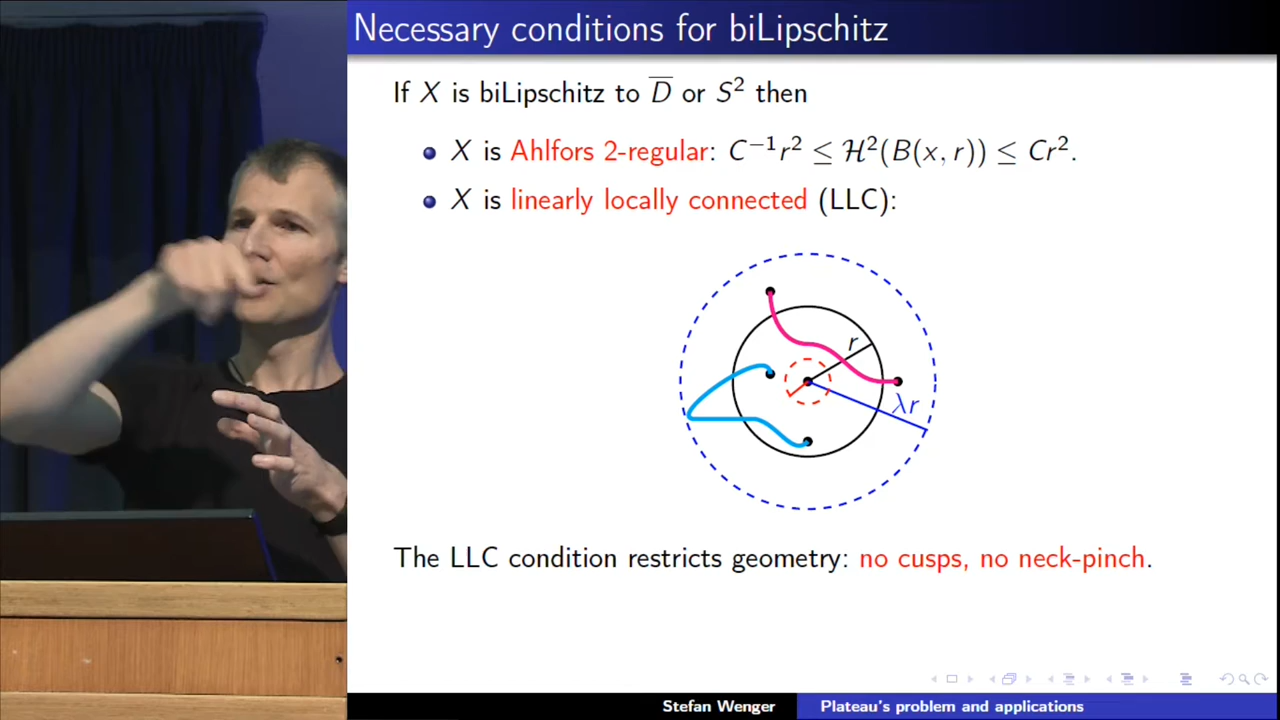 Necessary conditions for biLipschitz
If X is biLipschitz to D̅ or S² then
X is Ahlfors 2-regular: C⁻¹r² ≤ ℋ²(B(x, r)) ≤ Cr².
X is linearly locally connected (LLC):
r
λr
The LLC condition restricts geometry: no cusps, no neck-pinch.
Stefan Wenger Plateau's problem and applications